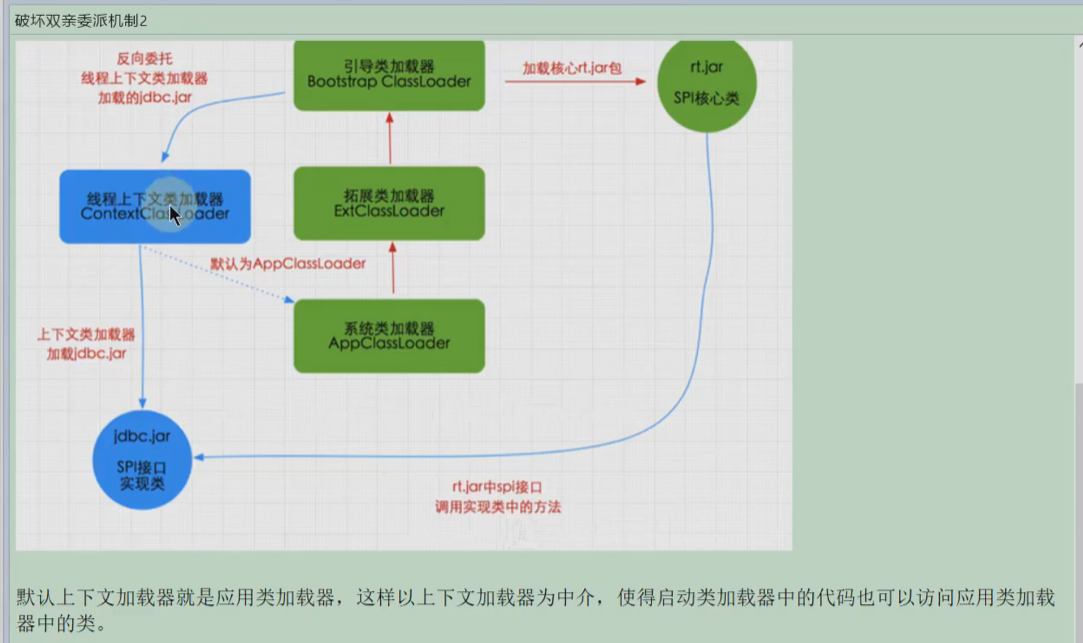 破坏双亲委派机制2
反向委托
线程上下文类加载器
加载的jdbc.jar
引导类加载器
Bootstrap ClassLoader
加载核心rt.jar包
rt.jar
SPI核心类
线程上下文类加载器
ContextClassLoader
拓展类加载器
ExtClassLoader
默认为AppClassLoader
上下文类加载器
加载jdbc.jar
系统类加载器
AppClassLoader
jdbc.jar
SPI接口
实现类
rt.jar中spi接口
调用实现类中的方法
默认上下文加载器就是应用类加载器，这样以上下文加载器为中介，使得启动类加载器中的代码也可以访问应用类加载
器中的类。